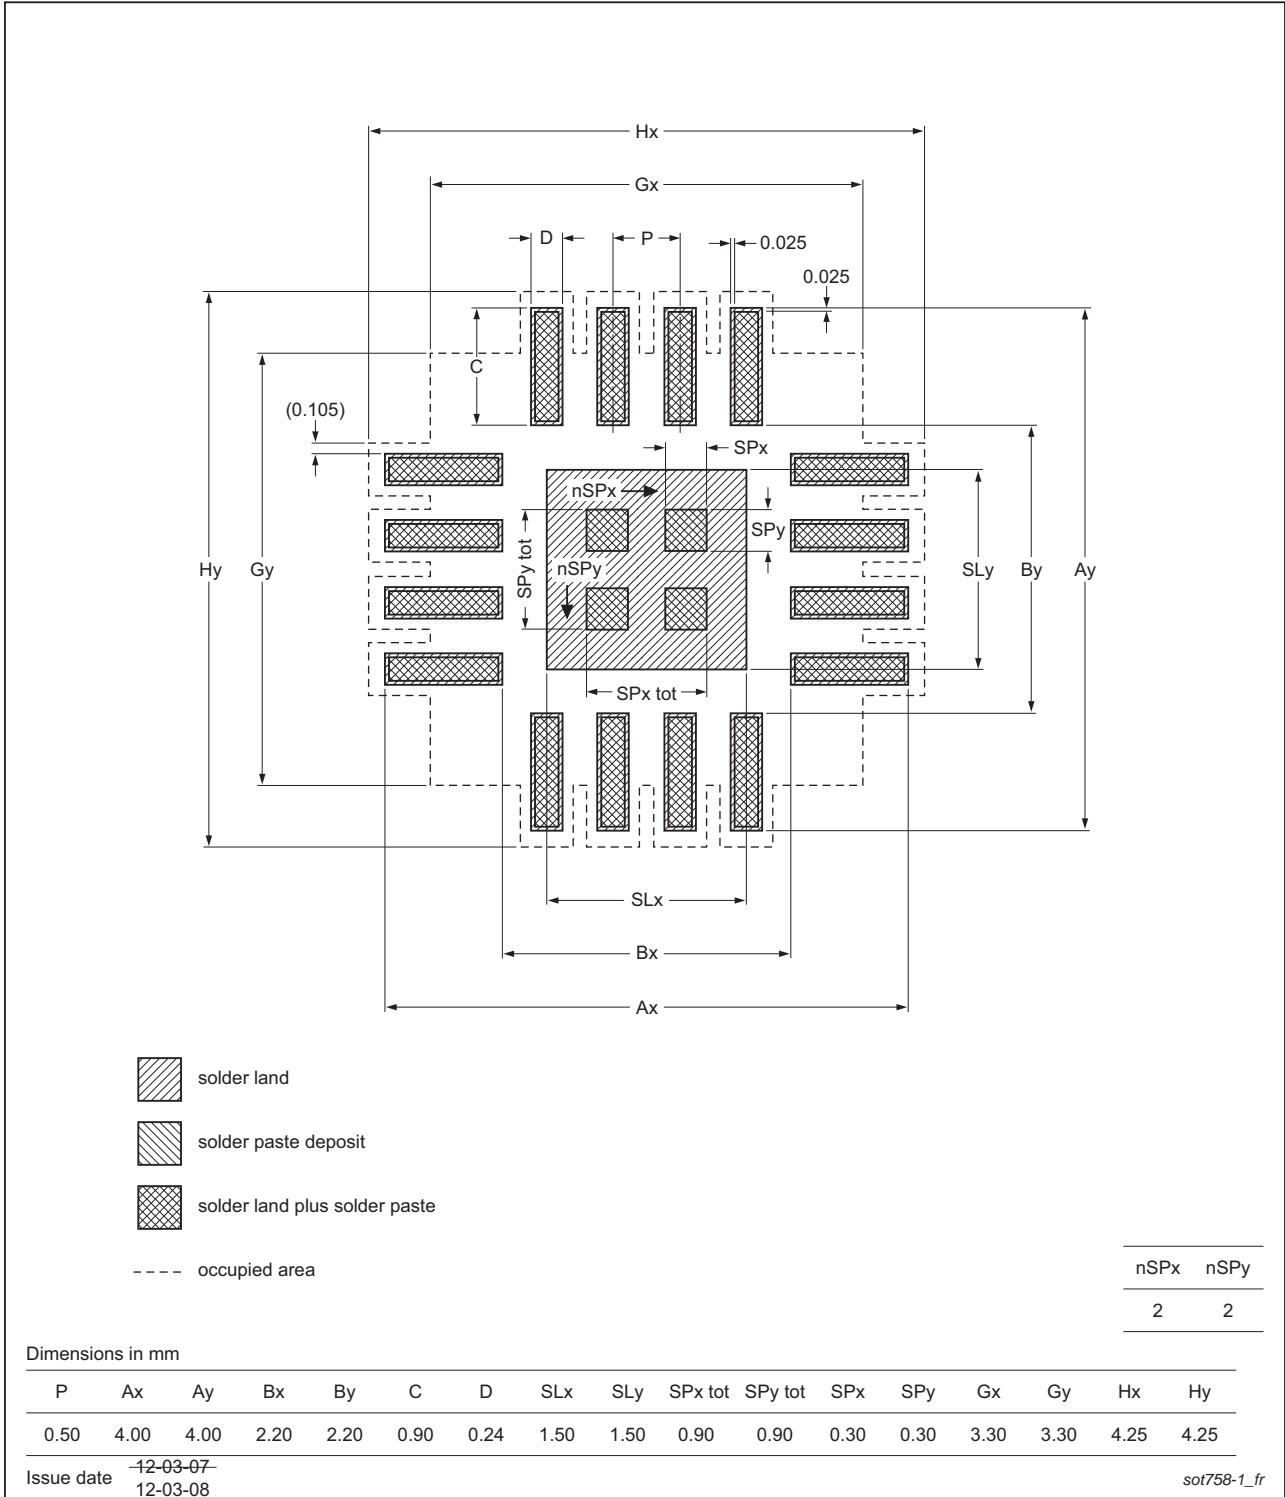 Hx
Gx
D
P
0.025
0.025
C
(0.105)
SPx
nSPx
SPy
SPy tot
nSPy
Hy
Gy
SLy
By
Ay
SPx tot
SLx
Bx
Ax
solder land
solder paste deposit
solder land plus solder paste
occupied area
nSPx nSPy
2 2
Dimensions in mm
P Ax Ay Bx By C D SLx SLy SPx tot SPy tot SPx SPy Gx Gy Hx Hy
0.50 4.00 4.00 2.20 2.20 0.90 0.24 1.50 1.50 0.90 0.90 0.30 0.30 3.30 3.30 4.25 4.25
Issue date 12-03-07
12-03-08
sot758-1_fr